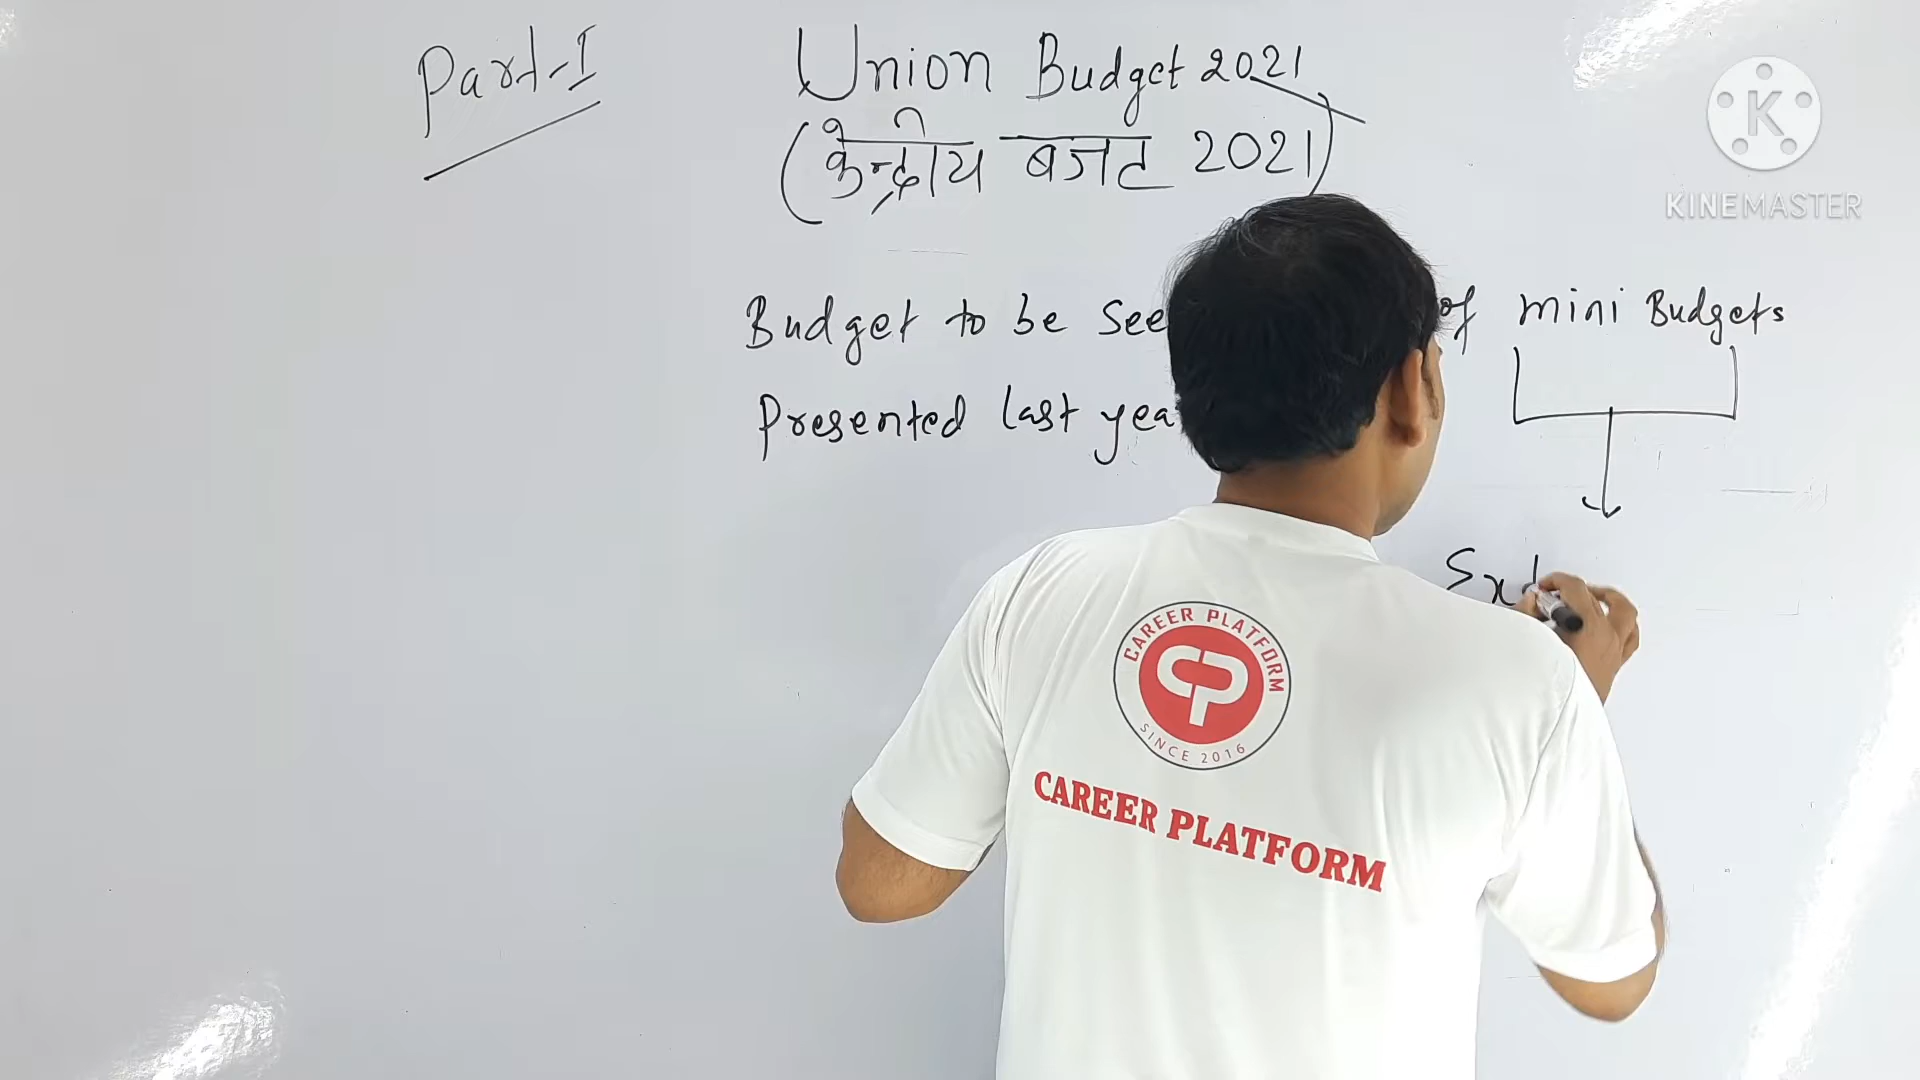 Part-I
Union Budget 2021
(केन्द्रीय बजट 2021)
Budget to be see of mini Budgets
Presented last yea
CAREER PLATFORM
CP
SINCE 2016
CAREER PLATFORM
K
KINEMASTER